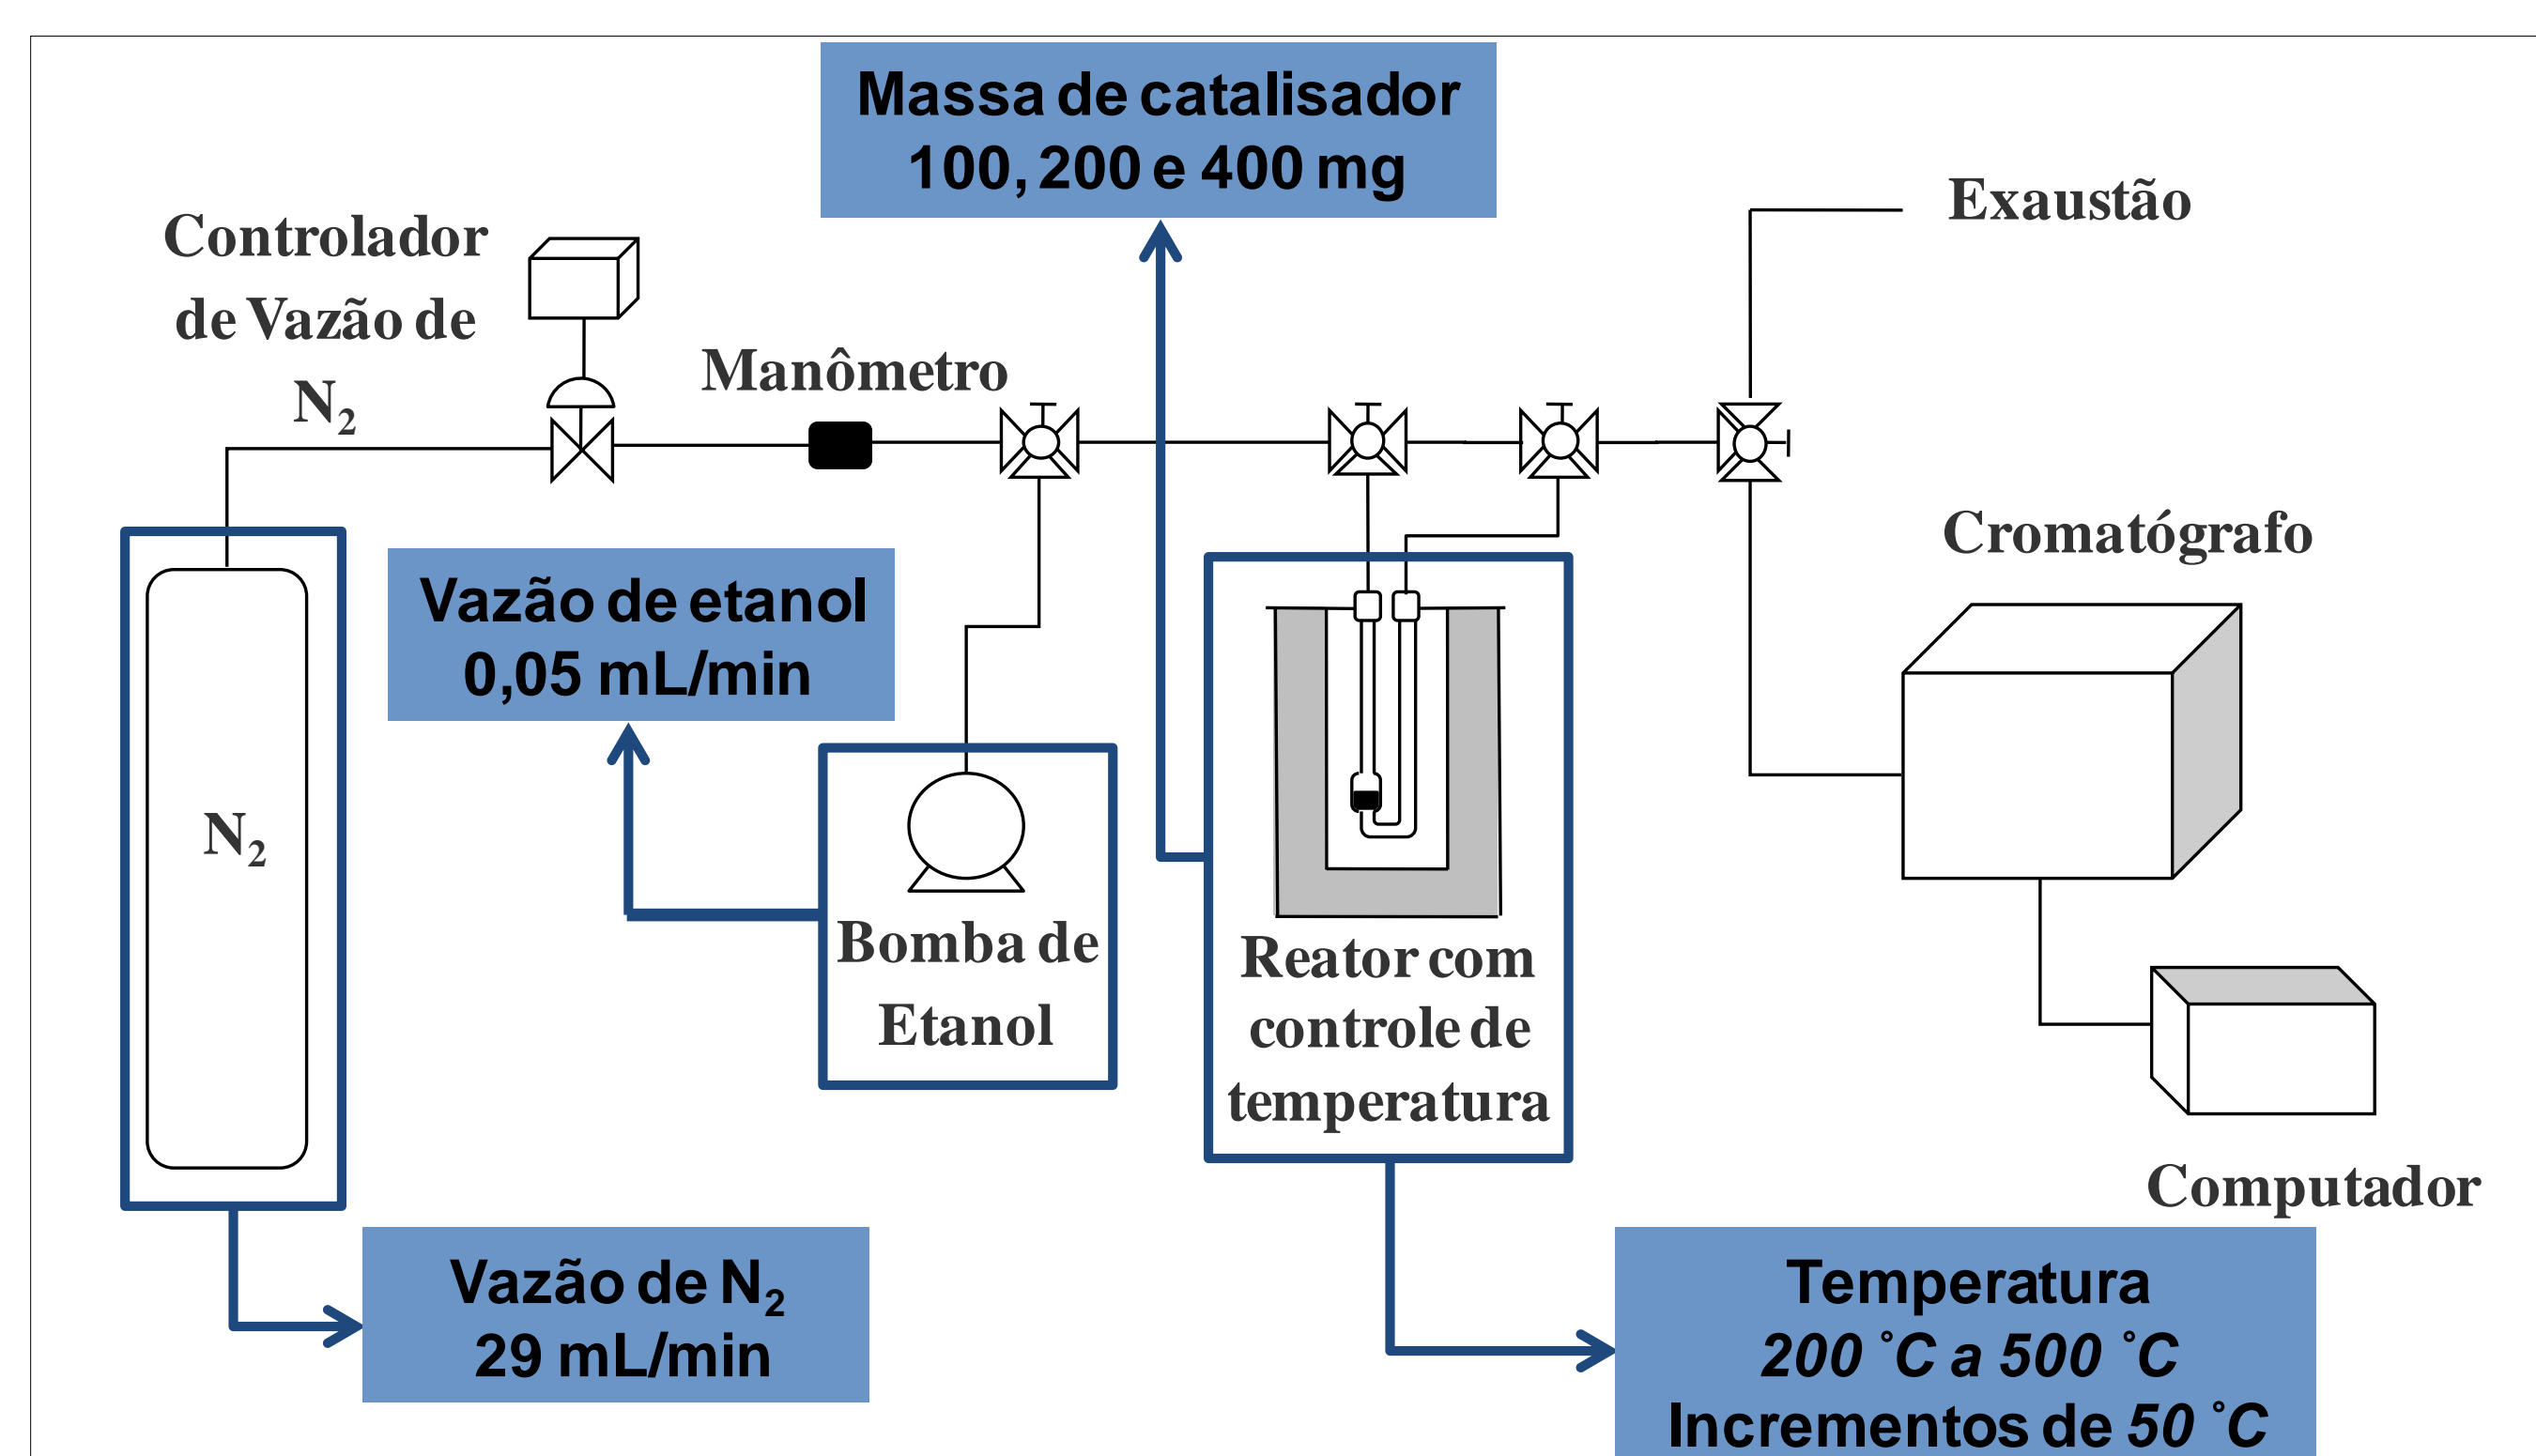 Massa de catalisador
100, 200 e 400 mg
Controlador
de Vazão de
N₂
Manômetro
Exaustão
Cromatógrafo
Vazão de etanol
0,05 mL/min
N₂
Bomba de
Etanol
Reator com
controle de
temperatura
Computador
Vazão de N₂
29 mL/min
Temperatura
200 ˚C a 500 ˚C
Incrementos de 50 ˚C